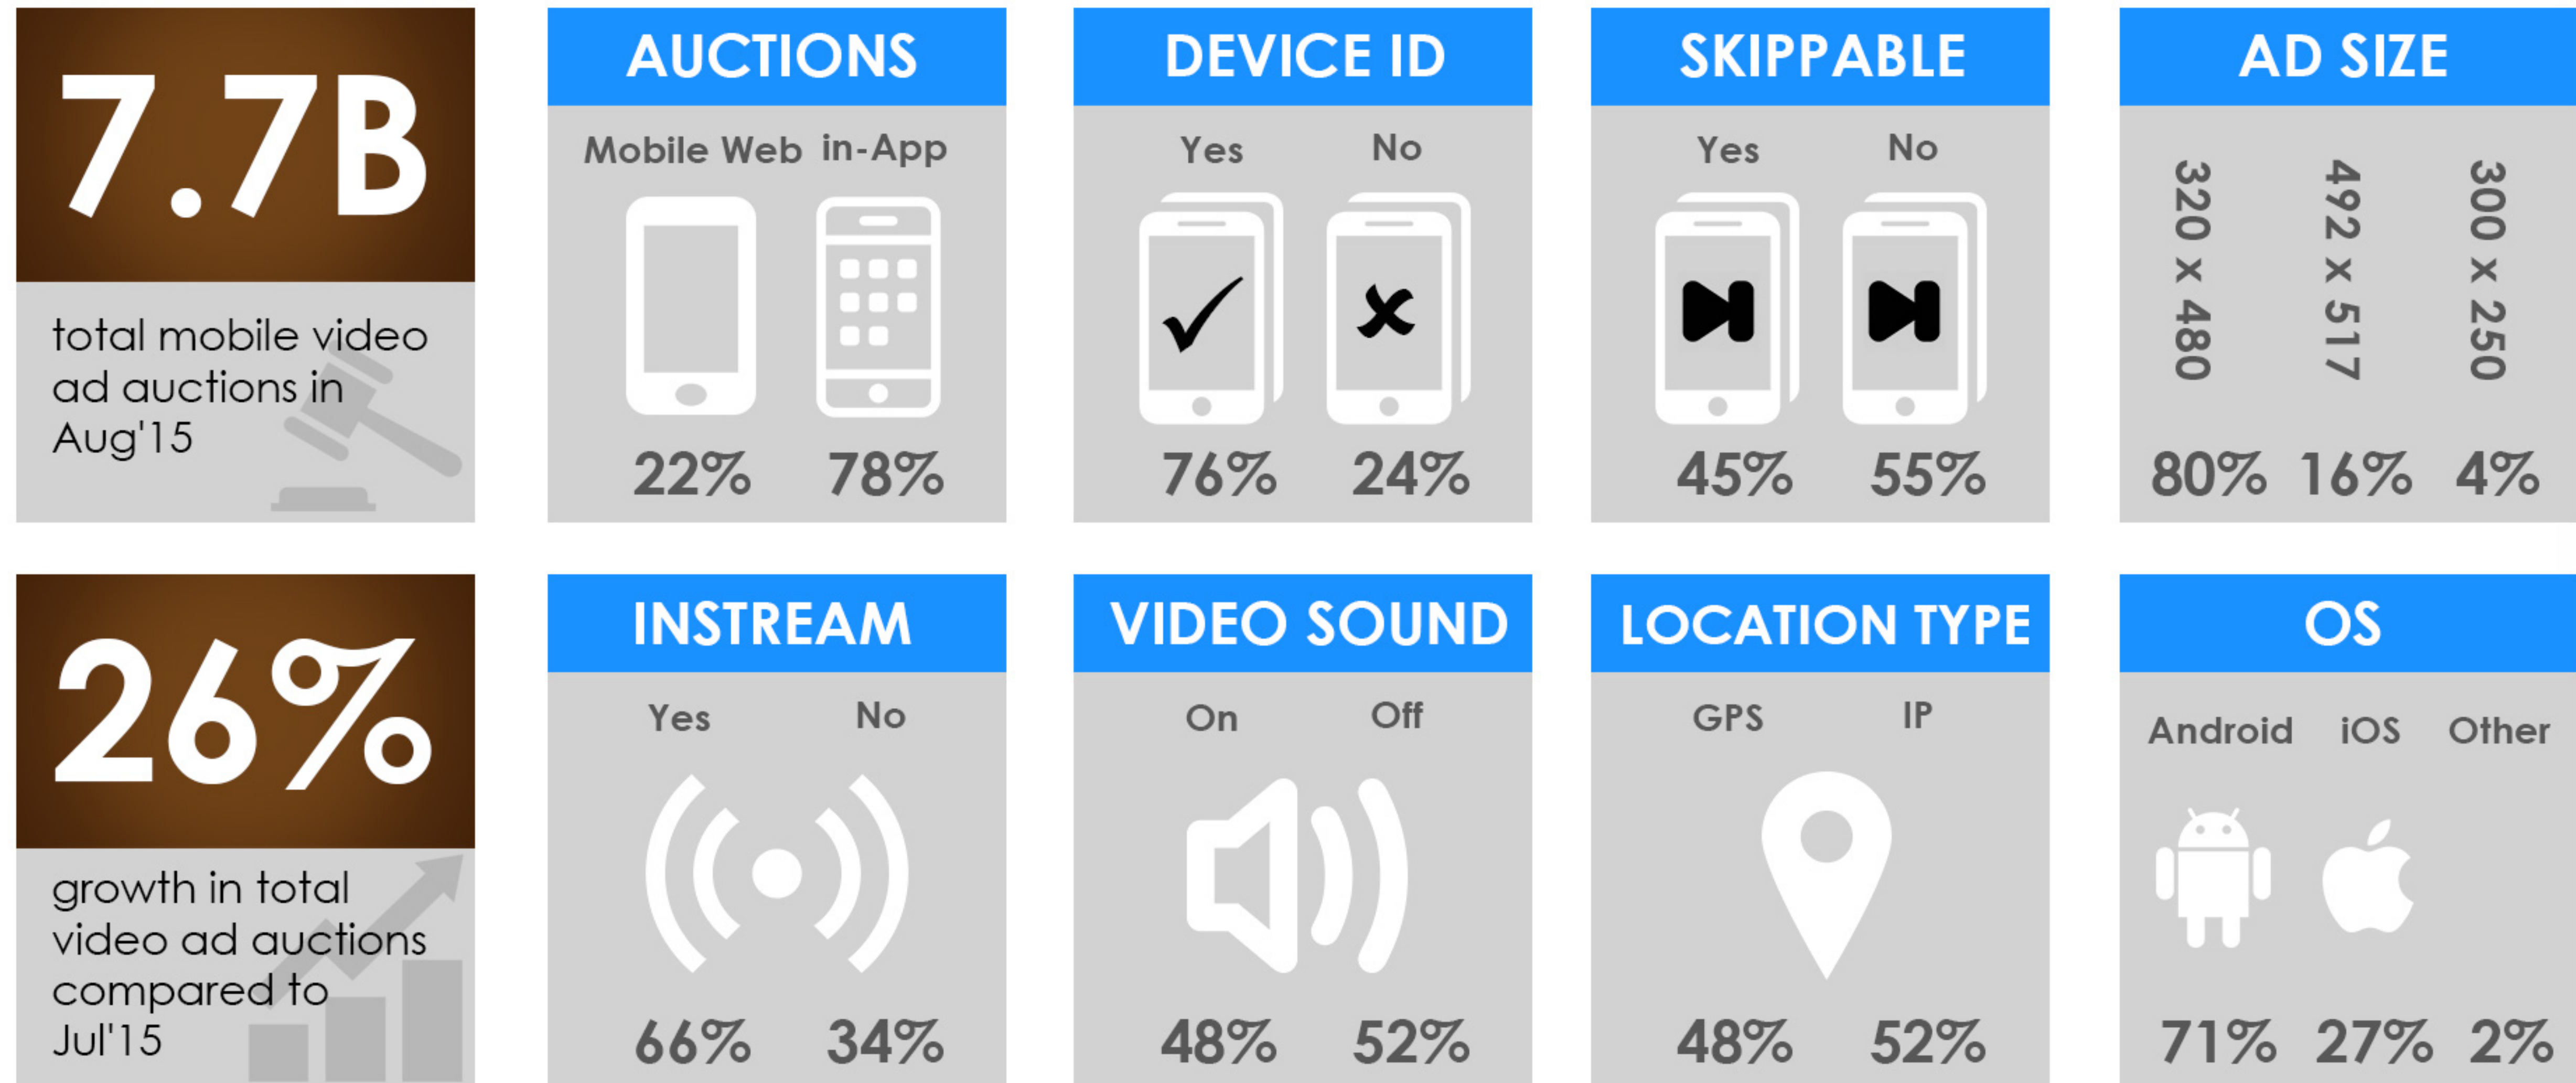 7.7B
total mobile video
ad auctions in
Aug'15
AUCTIONS
Mobile Web in-App
22% 78%
DEVICE ID
Yes No
76% 24%
SKIPPABLE
Yes No
45% 55%
AD SIZE
320 x 480
492 x 517
300 x 250
80% 16% 4%
26%
growth in total
video ad auctions
compared to
Jul'15
INSTREAM
Yes No
66% 34%
VIDEO SOUND
On Off
48% 52%
LOCATION TYPE
GPS IP
48% 52%
OS
Android iOS Other
71% 27% 2%